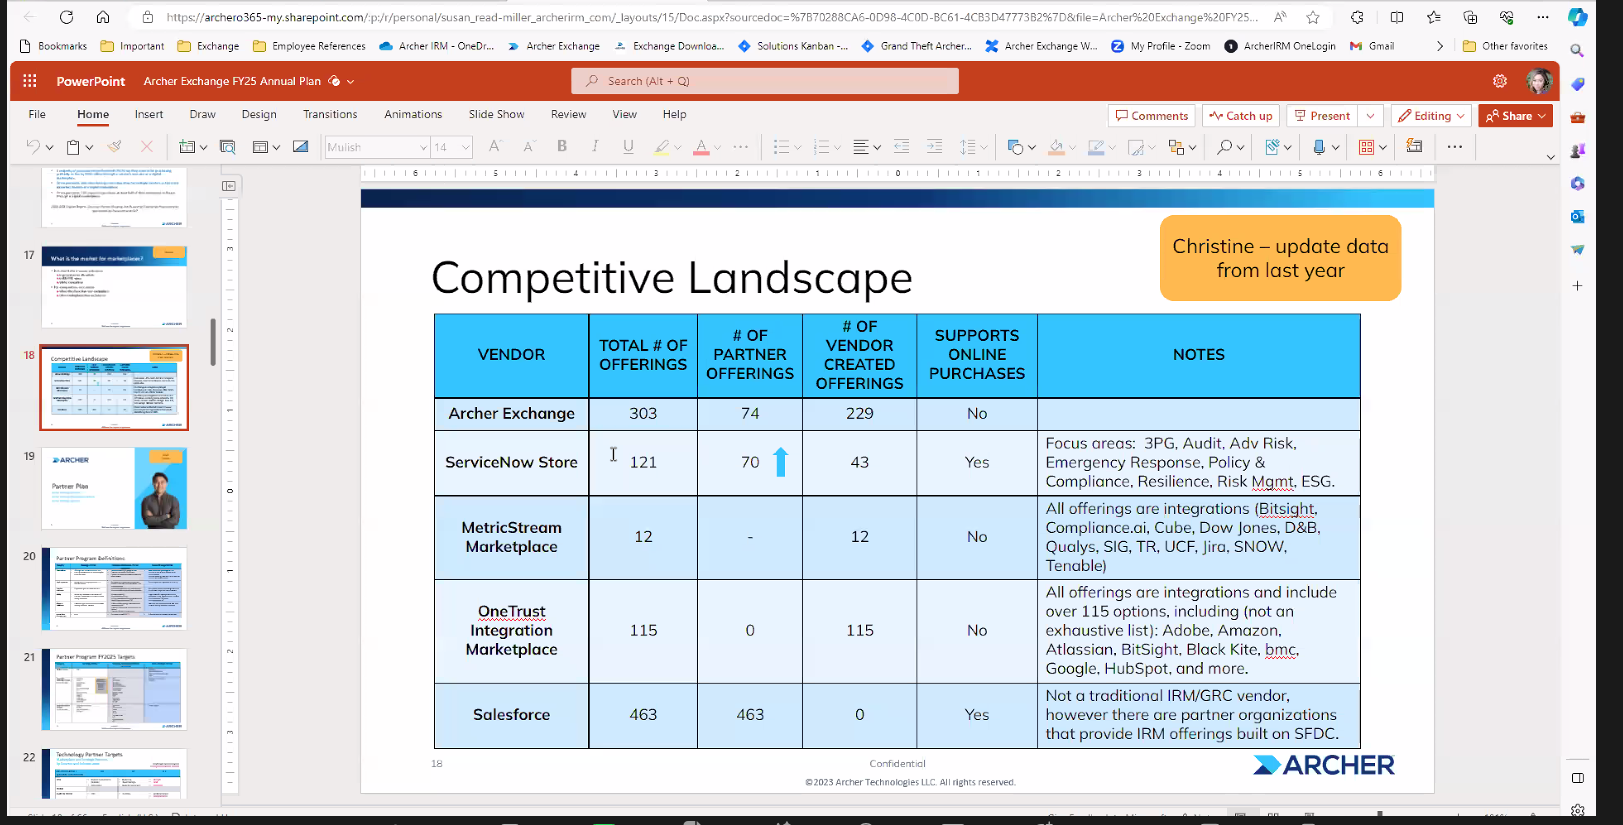 https://archero365-my.sharepoint.com/:p:/r/personal/susan_read-miller_archerirm_com/_layouts/15/Doc.aspx?sourcedoc=%7B70288CA6-0D98-4C0D-BC61-4CB3D47773B2%7D&file=Archer%20Exchange%20FY25...
Bookmarks Important Exchange Employee References Archer IRM - OneDr... Archer Exchange Exchange Downloa... Solutions Kanban -... Grand Theft Archer... Archer Exchange W... My Profile - Zoom ArcherIRM OneLogin Gmail Other favorites
PowerPoint Archer Exchange FY25 Annual Plan Search (Alt + Q)
File Home Insert Draw Design Transitions Animations Slide Show Review View Help Comments Catch up Present Editing Share
Mulish 14
17
What is the market for marketplaces?
18
Competitive Landscape
19
ARCHER
Partner Plan
20
Partner Program Definitions
21
Partner Program FY2025 Targets
22
Technology Partner Targets
Christine – update data
from last year
Competitive Landscape
VENDOR
TOTAL # OF
OFFERINGS
# OF
PARTNER
OFFERINGS
# OF
VENDOR
CREATED
OFFERINGS
SUPPORTS
ONLINE
PURCHASES
NOTES
Archer Exchange 303 74 229 No
ServiceNow Store 121 70 43 Yes
Focus areas: 3PG, Audit, Adv Risk,
Emergency Response, Policy &
Compliance, Resilience, Risk Mgmt, ESG.
MetricStream
Marketplace
12 - 12 No
All offerings are integrations (Bitsight,
Compliance.ai, Cube, Dow Jones, D&B,
Qualys, SIG, TR, UCF, Jira, SNOW,
Tenable)
OneTrust
Integration
Marketplace
115 0 115 No
All offerings are integrations and include
over 115 options, including (not an
exhaustive list): Adobe, Amazon,
Atlassian, BitSight, Black Kite, bmc,
Google, HubSpot, and more.
Salesforce 463 463 0 Yes
Not a traditional IRM/GRC vendor,
however there are partner organizations
that provide IRM offerings built on SFDC.
18
Confidential
©2023 Archer Technologies LLC. All rights reserved.
ARCHER